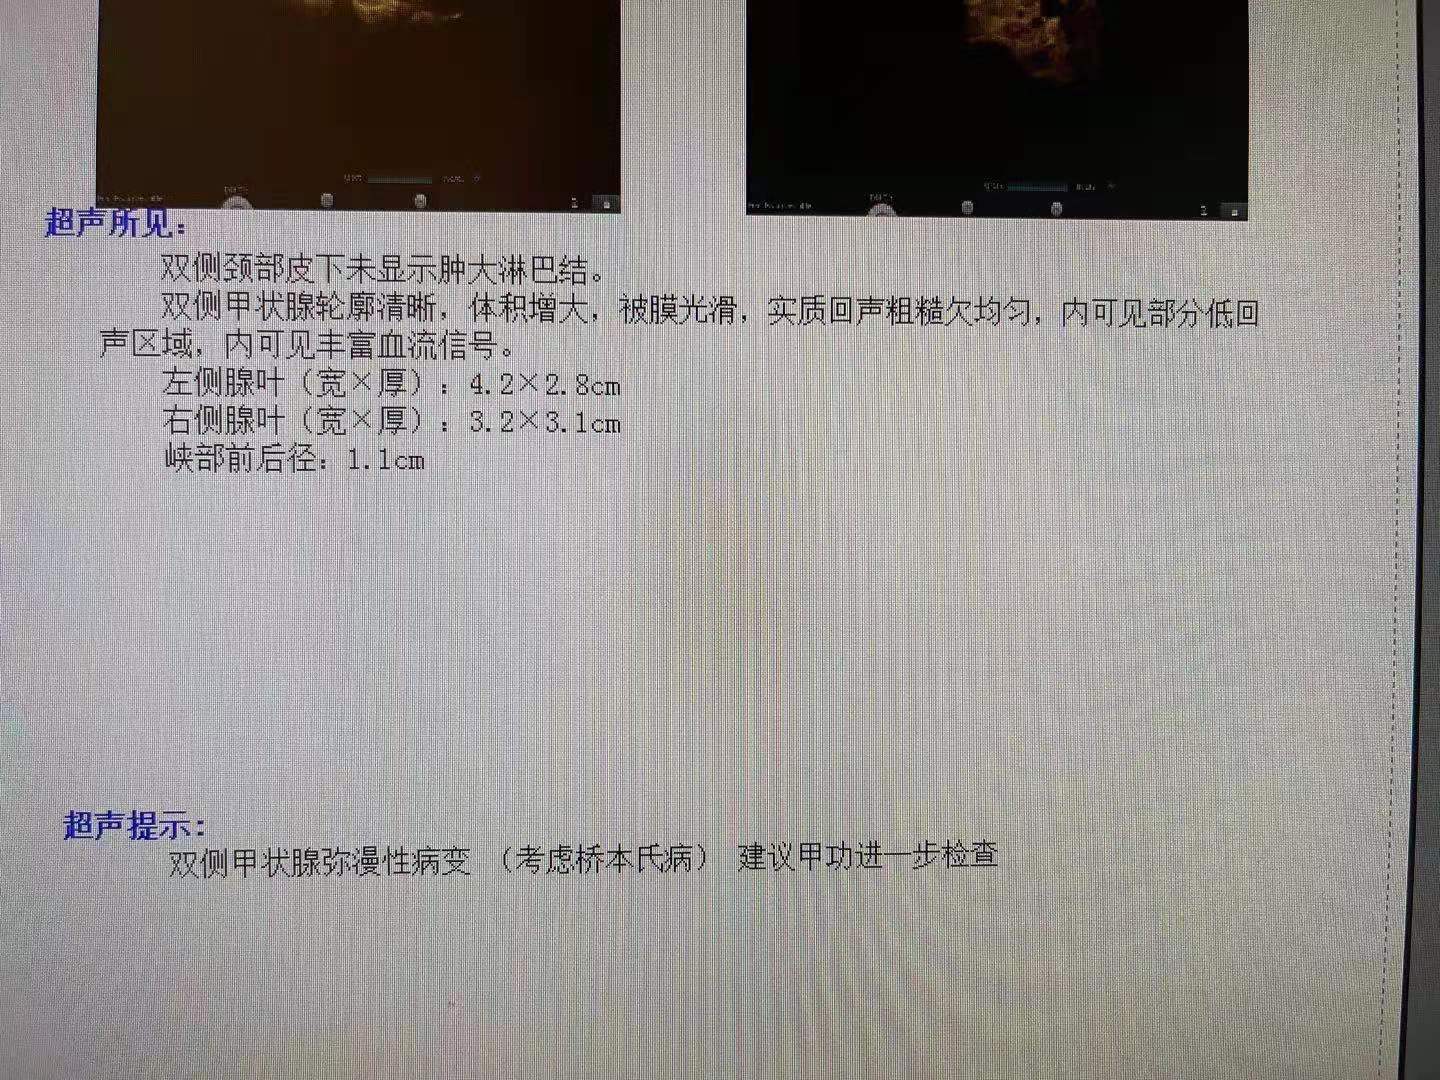 超声所见：
双侧颈部皮下未显示肿大淋巴结。
双侧甲状腺轮廓清晰，体积增大，被膜光滑，实质回声粗糙欠均匀，内可见部分低回
声区域，内可见丰富血流信号。
左侧腺叶（宽×厚）：4.2×2.8cm
右侧腺叶（宽×厚）：3.2×3.1cm
峡部前后径：1.1cm
超声提示：
双侧甲状腺弥漫性病变 （考虑桥本氏病） 建议甲功进一步检查